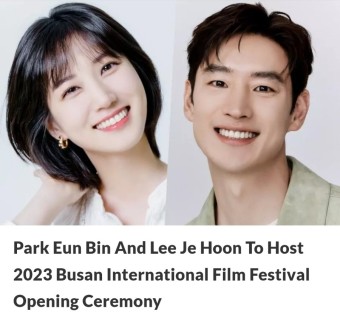 Park Eun Bin And Lee Je Hoon To Host
2023 Busan International Film Festival
Opening Ceremony